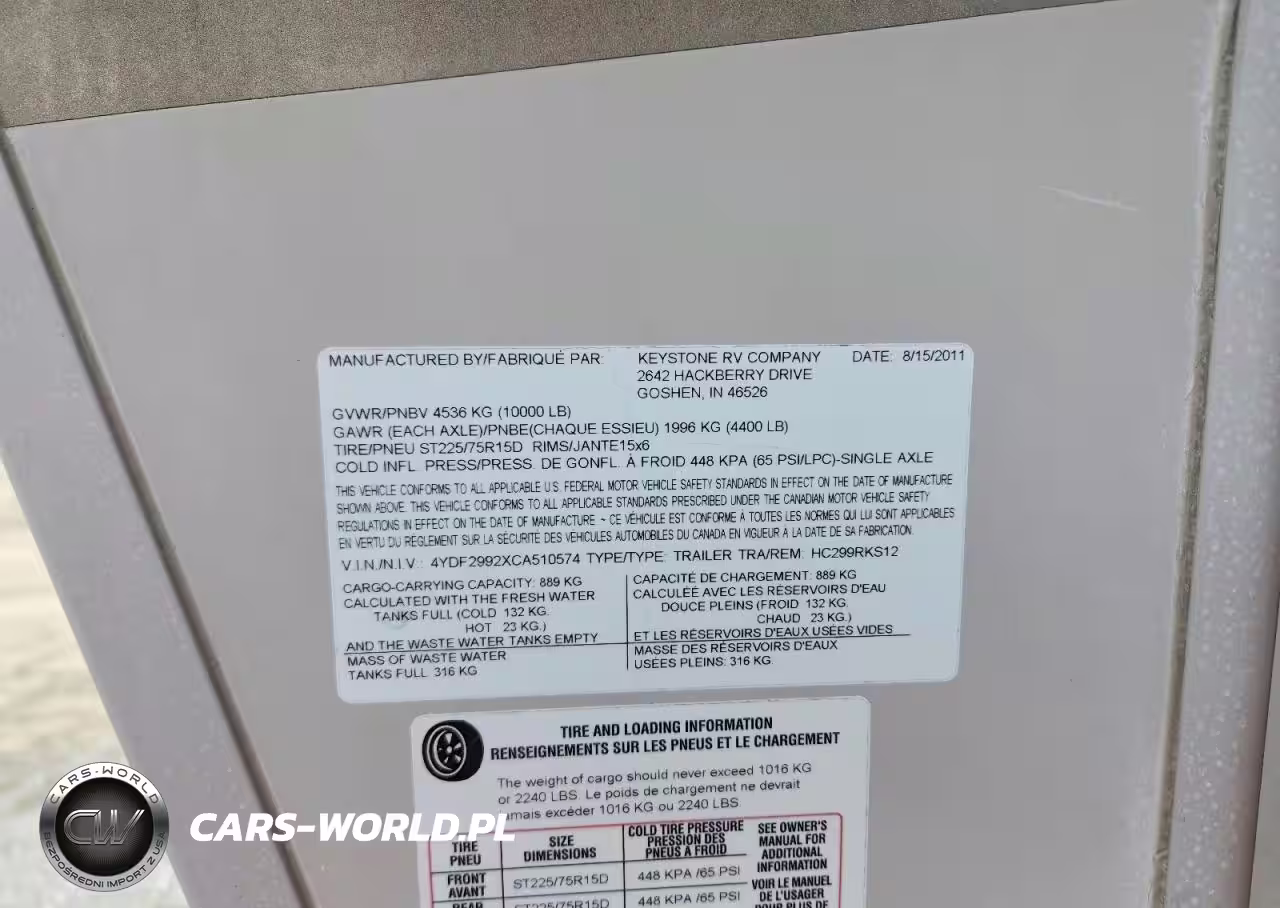 MANUFACTURED BY/FABRIQUÉ PAR: KEYSTONE RV COMPANY DATE: 8/15/2011
2642 HACKBERRY DRIVE
GOSHEN, IN 46526
GVWR/PNBV 4536 KG (10000 LB)
GAWR (EACH AXLE)/PNBE(CHAQUE ESSIEU) 1996 KG (4400 LB)
TIRE/PNEU ST225/75R15D RIMS/JANTE15x6
COLD INFL. PRESS/PRESS. DE GONFL. À FROID 448 KPA (65 PSI/LPC)-SINGLE AXLE
THIS VEHICLE CONFORMS TO ALL APPLICABLE U.S. FEDERAL MOTOR VEHICLE SAFETY STANDARDS IN EFFECT ON THE DATE OF MANUFACTURE
SHOWN ABOVE. THIS VEHICLE CONFORMS TO ALL APPLICABLE STANDARDS PRESCRIBED UNDER THE CANADIAN MOTOR VEHICLE SAFETY
REGULATIONS IN EFFECT ON THE DATE OF MANUFACTURE ~ CE VÉHICULE EST CONFORME À TOUTES LES NORMES QUI LUI SONT APPLICABLES
EN VERTU DU RÈGLEMENT SUR LA SÉCURITÉ DES VÉHICULES AUTOMOBILES DU CANADA EN VIGUEUR À LA DATE DE SA FABRICATION.
V.I.N./N.I.V.: 4YDF2992XCA510574 TYPE/TYPE: TRAILER TRA/REM: HC299RKS12
CARGO-CARRYING CAPACITY: 889 KG
CALCULATED WITH THE FRESH WATER
TANKS FULL (COLD 132 KG.
HOT 23 KG.)
AND THE WASTE WATER TANKS EMPTY
MASS OF WASTE WATER
TANKS FULL 316 KG
CAPACITÉ DE CHARGEMENT: 889 KG
CALCULÉE AVEC LES RÉSERVOIRS D'EAU
DOUCE PLEINS (FROID 132 KG.
CHAUD 23 KG.)
ET LES RÉSERVOIRS D'EAUX USÉES VIDES
MASSE DES RÉSERVOIRS D'EAUX
USÉES PLEINS: 316 KG
TIRE AND LOADING INFORMATION
RENSEIGNEMENTS SUR LES PNEUS ET LE CHARGEMENT
The weight of cargo should never exceed 1016 KG
or 2240 LBS. Le poids de chargement ne devrait
jamais excéder 1016 KG ou 2240 LBS.
TIRE
PNEU
SIZE
DIMENSIONS
COLD TIRE PRESSURE
PRESSION DES
PNEUS À FROID
SEE OWNER'S
MANUAL FOR
ADDITIONAL
INFORMATION
FRONT
AVANT
ST225/75R15D
448 KPA /65 PSI
VOIR LE MANUEL
DE L'USAGER
POUR PLUS DE
REAR
ST225/75R15D
448 KPA /65 PSI
CARS-WORLD
CW
BEZPOŚREDNI IMPORT Z USA
CARS-WORLD.PL